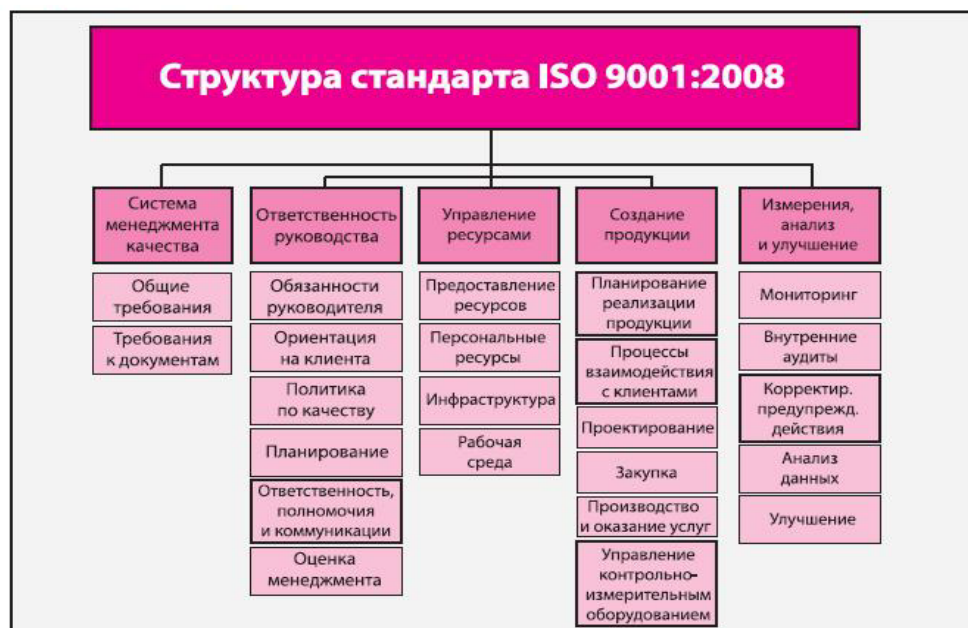 Структура стандарта ISO 9001:2008
Система
менеджмента
качества
Общие
требования
Требования
к документам
Ответственность
руководства
Обязанности
руководителя
Ориентация
на клиента
Политика
по качеству
Планирование
Ответственность,
полномочия
и коммуникации
Оценка
менеджмента
Управление
ресурсами
Предоставление
ресурсов
Персональные
ресурсы
Инфраструктура
Рабочая
среда
Создание
продукции
Планирование
реализации
продукции
Процессы
взаимодействия
с клиентами
Проектирование
Закупка
Производство
и оказание услуг
Управление
контрольно-
измерительным
оборудованием
Измерения,
анализ
и улучшение
Мониторинг
Внутренние
аудиты
Корректир.
предупрежд.
действия
Анализ
данных
Улучшение